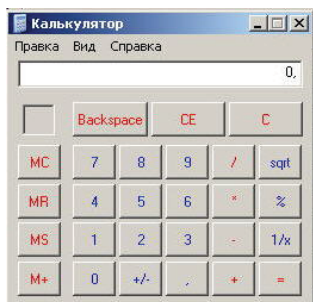 Калькулятор
Правка Вид Справка
0,
Backspace CE C
MC 7 8 9 / sqrt
MR 4 5 6 * %
MS 1 2 3 - 1/x
M+ 0 +/- , + =